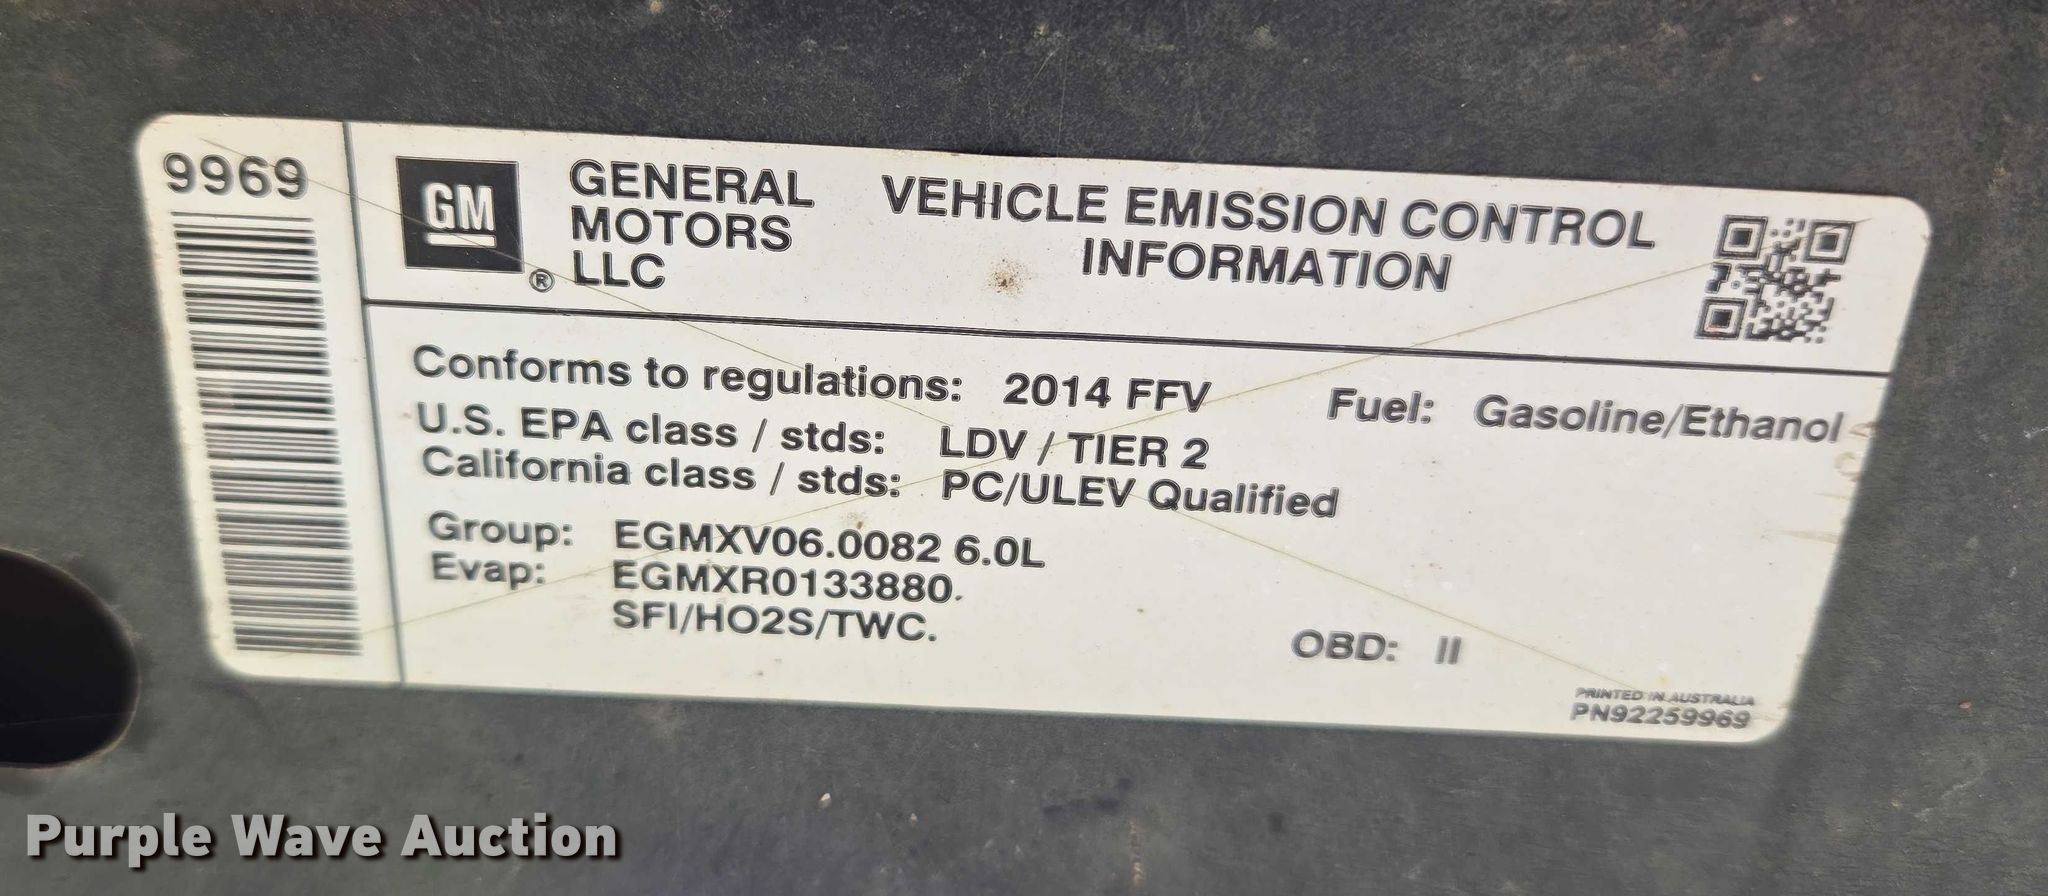 9969
GM
®
GENERAL
MOTORS
LLC
VEHICLE EMISSION CONTROL
INFORMATION
Conforms to regulations: 2014 FFV
Fuel: Gasoline/Ethanol
U.S. EPA class / stds: LDV / TIER 2
California class / stds: PC/ULEV Qualified
Group: EGMXV06.0082 6.0L
Evap: EGMXR0133880.
SFI/HO2S/TWC.
OBD: II
PRINTED IN AUSTRALIA
PN92259969
Purple Wave Auction